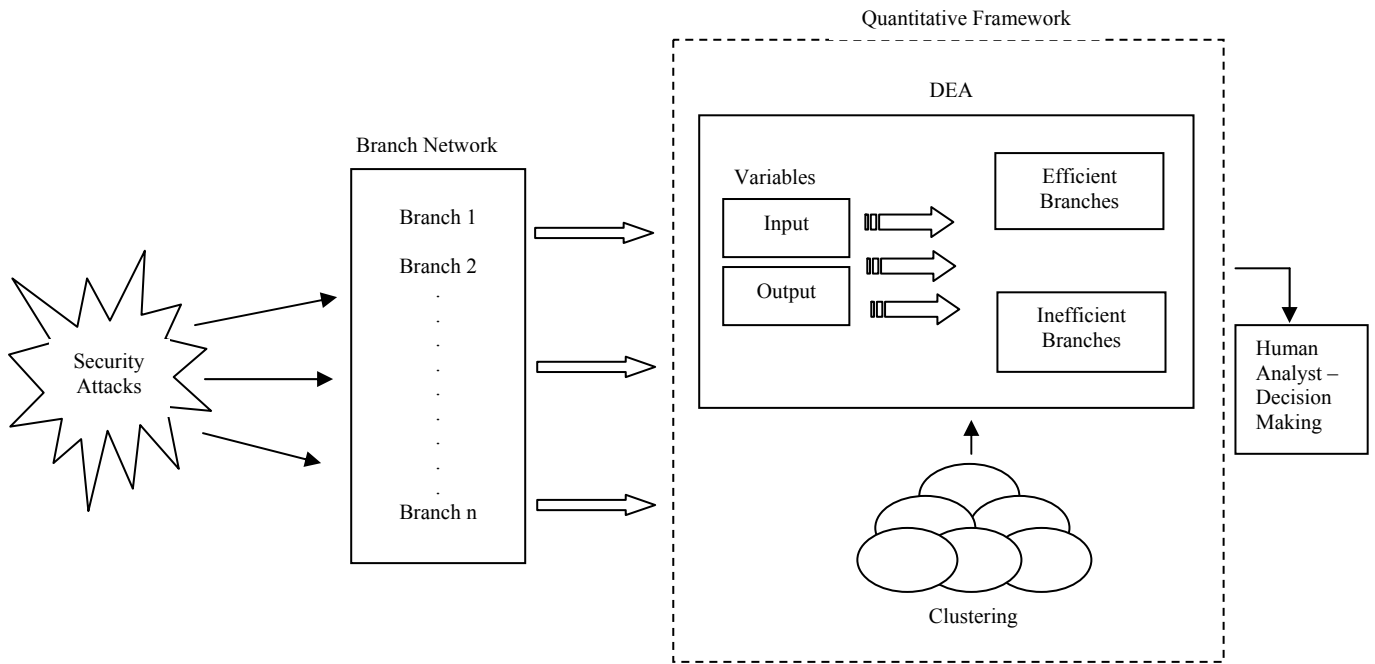 Quantitative Framework
DEA
Branch Network
Variables
Efficient
Branches
Branch 1
Input
Branch 2
Output
Inefficient
Branches
Security
Attacks
Human
Analyst –
Decision
Making
Branch n
Clustering